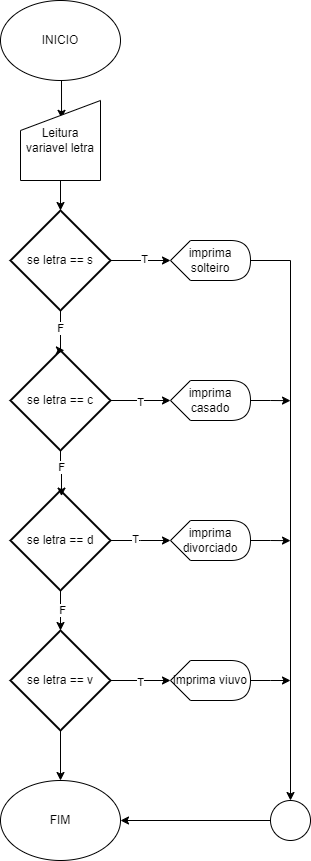 INICIO
Leitura
variavel letra
se letra == s
T
imprima
solteiro
F
se letra == c
T
imprima
casado
F
se letra == d
T
imprima
divorciado
F
se letra == v
T
imprima viuvo
FIM